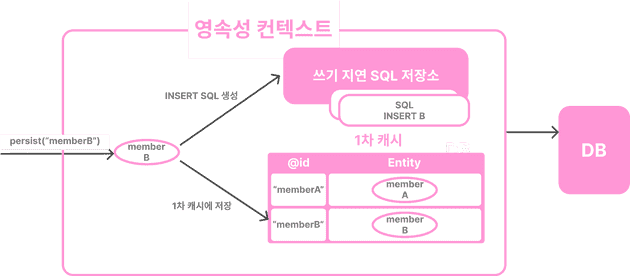 영속성 컨텍스트
쓰기 지연 SQL 저장소
INSERT SQL 생성
SQL
INSERT B
persist("memberB")
member
B
DB
1차 캐시
@id
Entity
"memberA"
member
A
1차 캐시에 저장
"memberB"
member
B